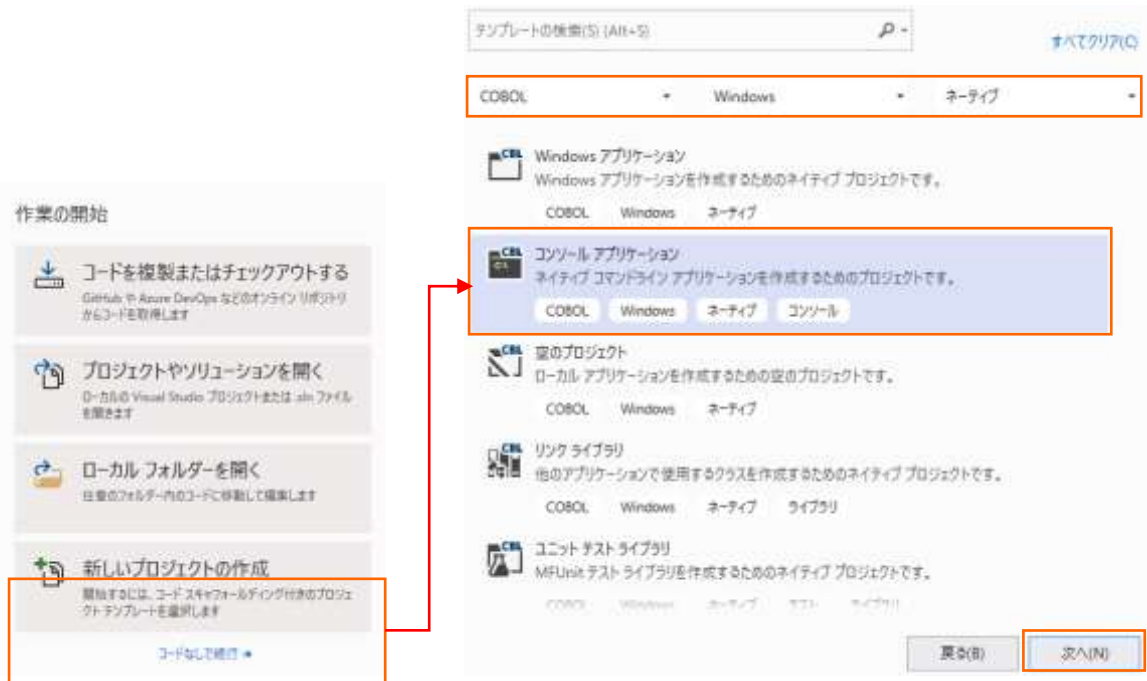 作業の開始
コードを複製またはチェックアウトする
GitHub や Azure DevOps などのオンライン リポジトリ
からコードを取得します
プロジェクトやソリューションを開く
ローカルの Visual Studio プロジェクトまたは .sln ファイル
を開きます
ローカル フォルダーを開く
任意のフォルダー内のコードに移動して編集します
新しいプロジェクトの作成
開始するには、コード スキャフォールディング付きのプロジェ
クト テンプレートを選択します
コードなしで続行
テンプレートの検索(S) (Alt+S)
すべてクリア(C)
COBOL Windows ネーティブ
CBL Windows アプリケーション
Windows アプリケーションを作成するためのネイティブ プロジェクトです。
COBOL Windows ネーティブ
CBL コンソール アプリケーション
ネイティブ コマンドライン アプリケーションを作成するためのプロジェクトです。
COBOL Windows ネーティブ コンソール
CBL 空のプロジェクト
ローカル アプリケーションを作成するための空のプロジェクトです。
COBOL Windows ネーティブ
CBL リンク ライブラリ
他のアプリケーションで使用するクラスを作成するためのネイティブ プロジェクトです。
COBOL Windows ネーティブ ライブラリ
CBL ユニット テスト ライブラリ
MFUnit テスト ライブラリを作成するためのネイティブ プロジェクトです。
COBOL Windows ネーティブ テスト ライブラリ
戻る(B) 次へ(N)